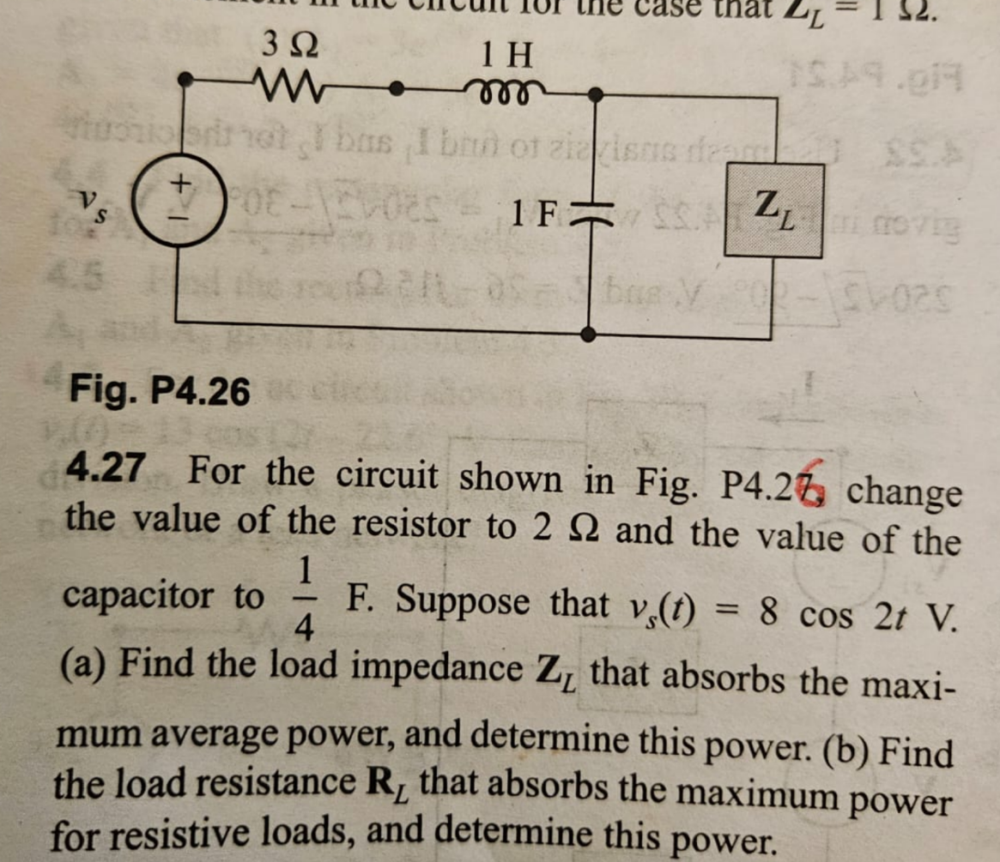 circuit for the case that Z_L = 1 Ω.
3 Ω
1 H
v_s
+
−
1 F
Z_L
Fig. P4.26
4.27 For the circuit shown in Fig. P4.26, change
the value of the resistor to 2 Ω and the value of the
capacitor to 1/4 F. Suppose that v_s(t) = 8 cos 2t V.
(a) Find the load impedance Z_L that absorbs the maxi-
mum average power, and determine this power. (b) Find
the load resistance R_L that absorbs the maximum power
for resistive loads, and determine this power.